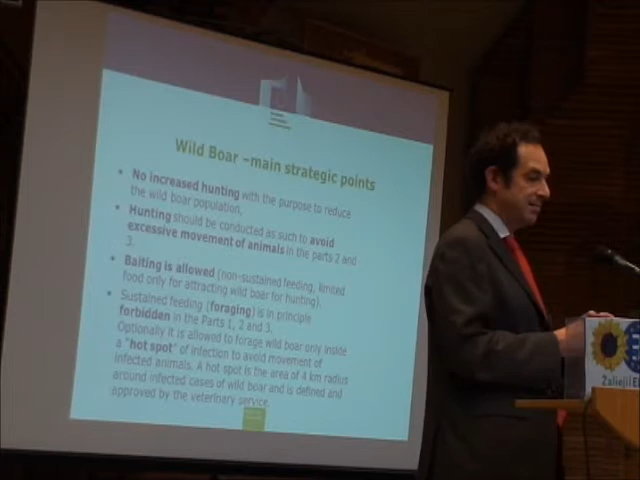 Wild Boar –main strategic points
• No increased hunting with the purpose to reduce
the wild boar population,
• Hunting should be conducted as such to avoid
excessive movement of animals in the parts 2 and
3.
• Baiting is allowed (non-sustained feeding, limited
food only for attracting wild boar for hunting).
• Sustained feeding (foraging) is in principle
forbidden in the Parts 1, 2 and 3.
Optionally it is allowed to forage wild boar only inside
a "hot spot" of infection to avoid movement of
infected animals. A hot spot is the area of 4 km radius
around infected cases of wild boar and is defined and
approved by the veterinary service.
Zalieji